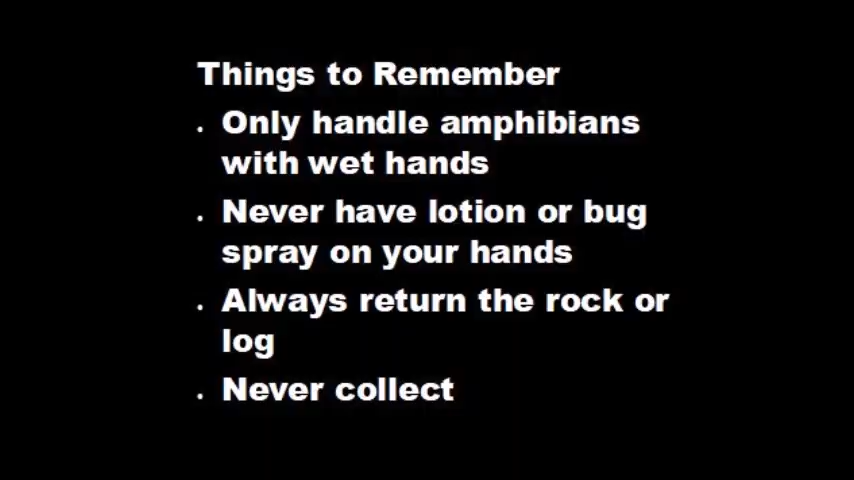 Things to Remember
. Only handle amphibians
with wet hands
. Never have lotion or bug
spray on your hands
. Always return the rock or
log
. Never collect